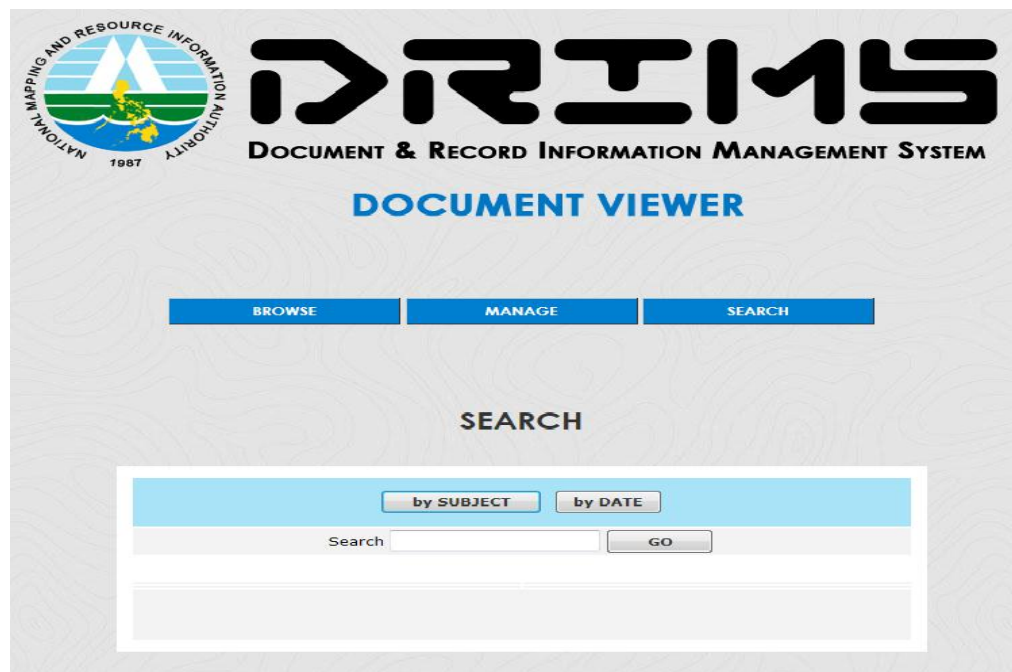 NATIONAL MAPPING AND RESOURCE INFORMATION AUTHORITY
1987
DRIMS
DOCUMENT & RECORD INFORMATION MANAGEMENT SYSTEM
DOCUMENT VIEWER
BROWSE MANAGE SEARCH
SEARCH
by SUBJECT by DATE
Search GO